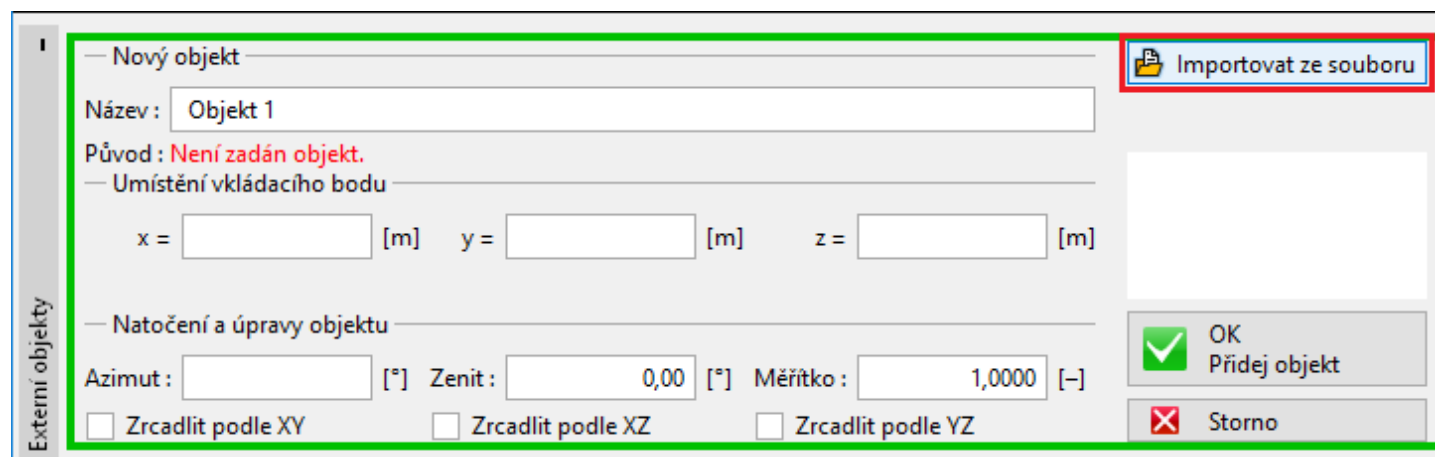 Nový objekt
Importovat ze souboru
Název : Objekt 1
Původ : Není zadán objekt.
Umístění vkládacího bodu
x = [m] y = [m] z = [m]
Externí objekty
Natočení a úpravy objektu
OK
Přidej objekt
Azimut : [°] Zenit : 0,00 [°] Měřítko : 1,0000 [–]
Zrcadlit podle XY Zrcadlit podle XZ Zrcadlit podle YZ
Storno